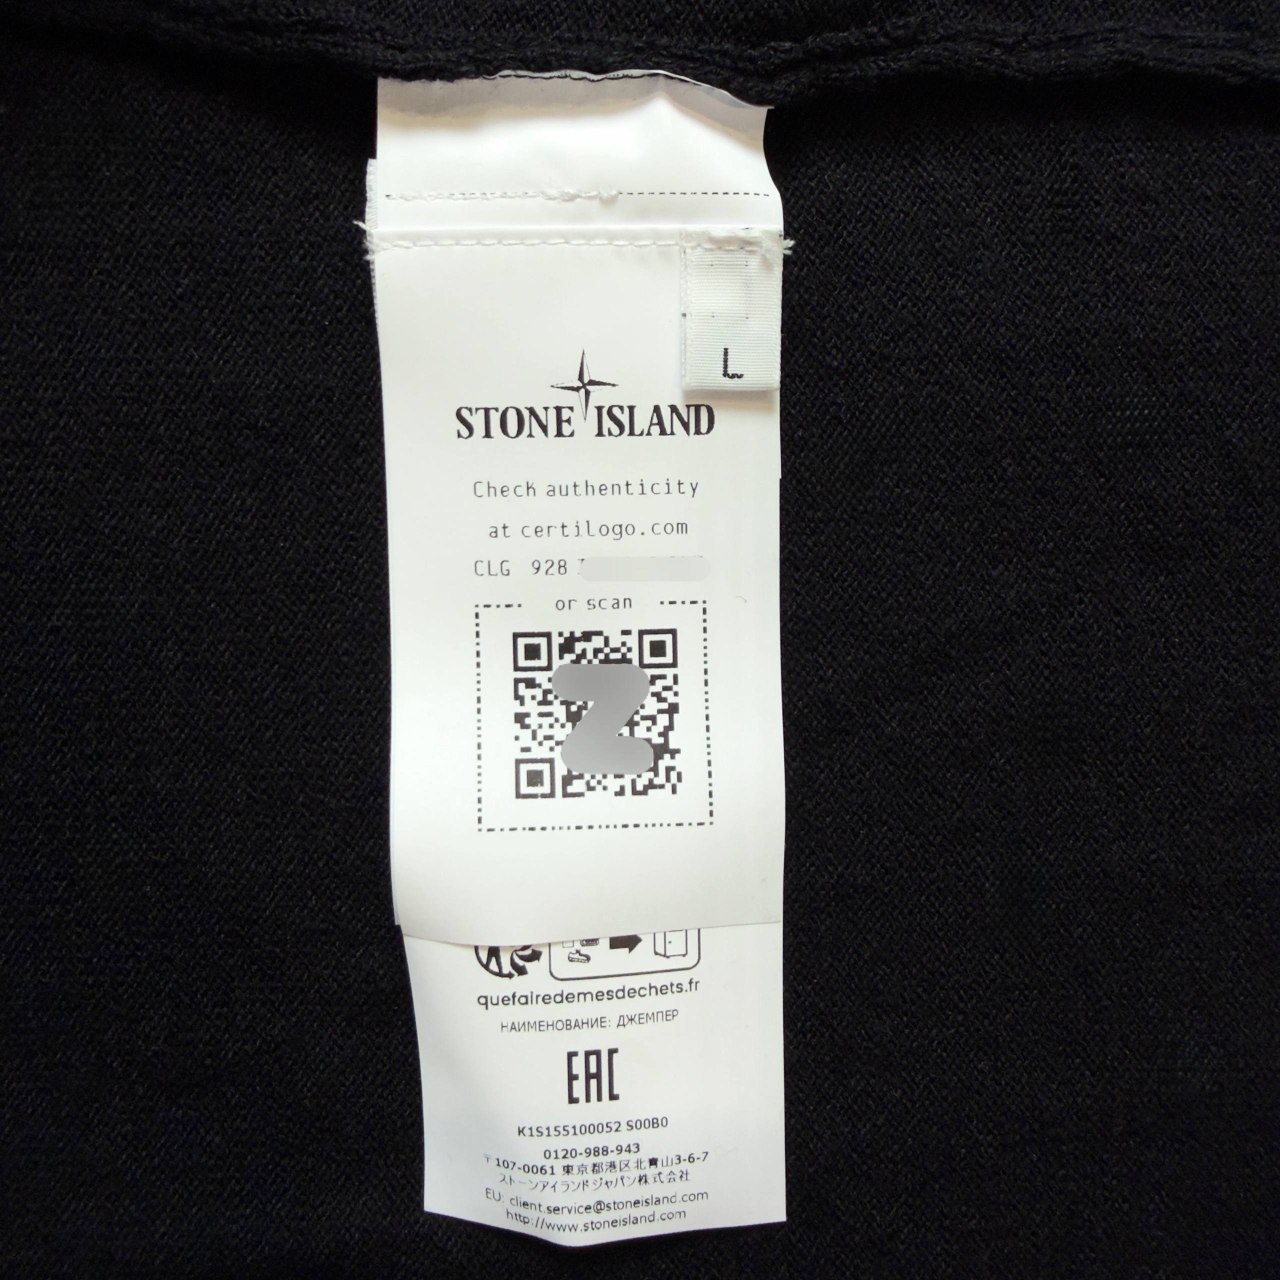 L
STONE ISLAND
Check authenticity
at certilogo.com
CLG 928
or scan
quefairedemesdechets.fr
НАИМЕНОВАНИЕ: ДЖЕМПЕР
EAC
K1S155100052 S00B0
0120-988-943
〒107-0061 東京都港区北青山3-6-7
ストーンアイランドジャパン株式会社
EU: client.service@stoneisland.com
http://www.stoneisland.com